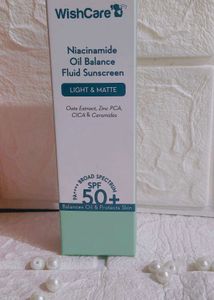 WishCare
Niacinamide
Oil Balance
Fluid Sunscreen
LIGHT & MATTE
Oats Extract, Zinc PCA,
CICA & Ceramides
PA++++ BROAD SPECTRUM
SPF
50+
Balances Oil & Protects Skin